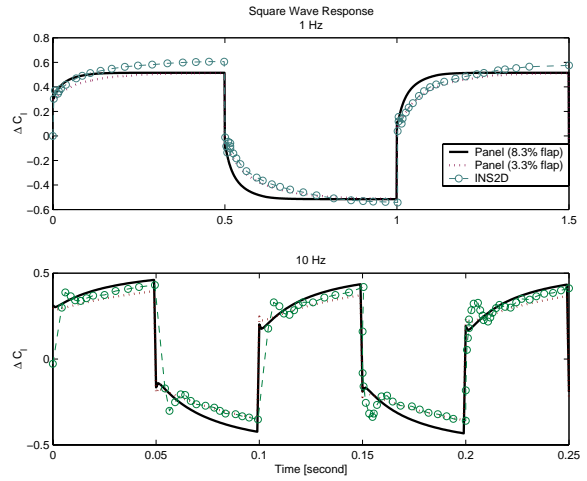 Square Wave Response
1 Hz
0.8
0.6
0.4
0.2
0
−0.2
−0.4
−0.6
Δ Cl
0
0.5
1
1.5
Panel (8.3% flap)
Panel (3.3% flap)
INS2D
10 Hz
0.5
0
−0.5
Δ Cl
0
0.05
0.1
0.15
0.2
0.25
Time [second]